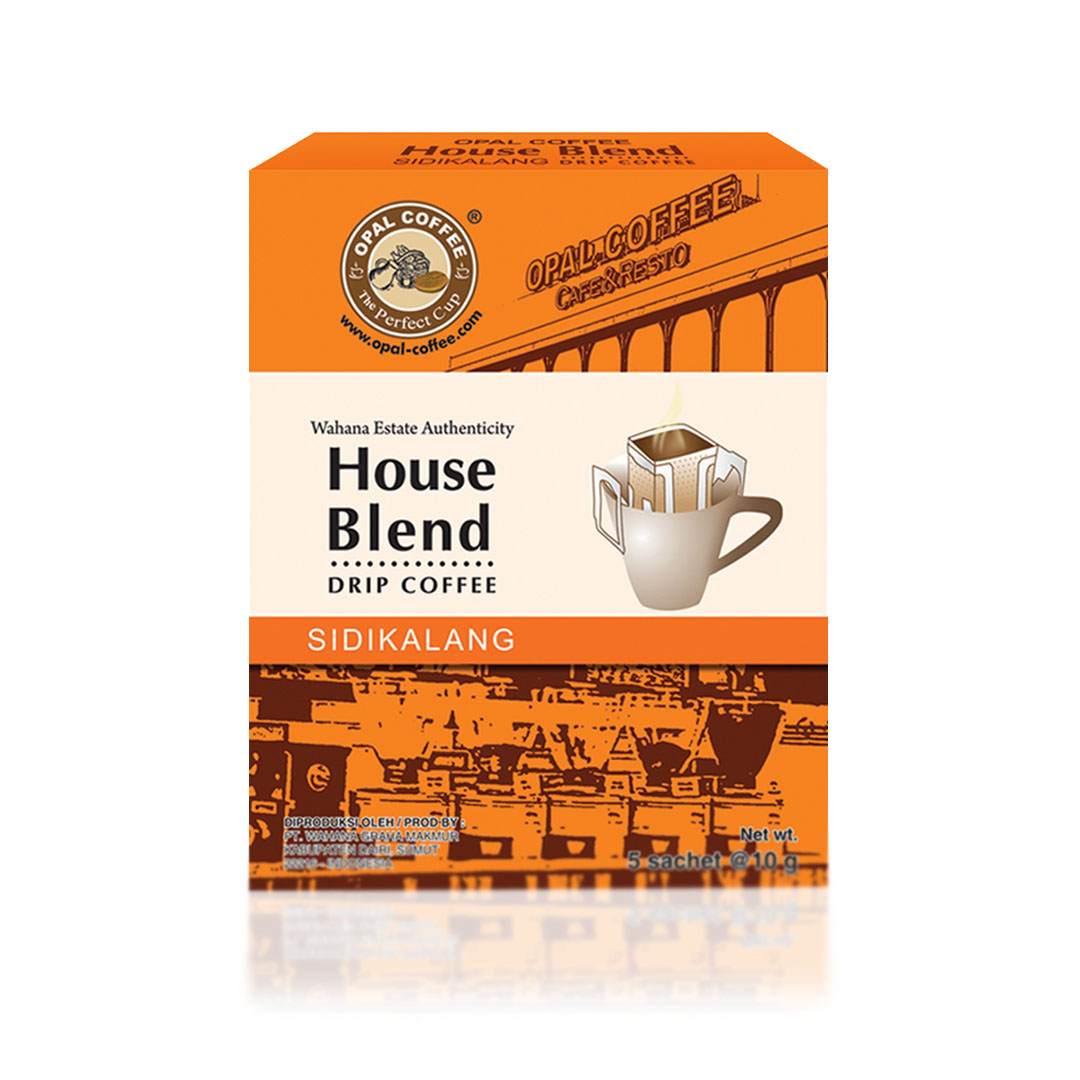 OPAL COFFEE
House Blend
SIDIKALANG DRIP COFFEE
OPAL COFFEE
The Perfect Cup
®
www.opal-coffee.com
OPAL COFFEE
CAFE&RESTO
Wahana Estate Authenticity
House
Blend
DRIP COFFEE
SIDIKALANG
DIPRODUKSI OLEH / PROD BY :
PT. WAHANA GRAHA MAKMUR
KABUPATEN DAIRI, SUMUT
INDONESIA
Net wt.
5 sachet @10 g